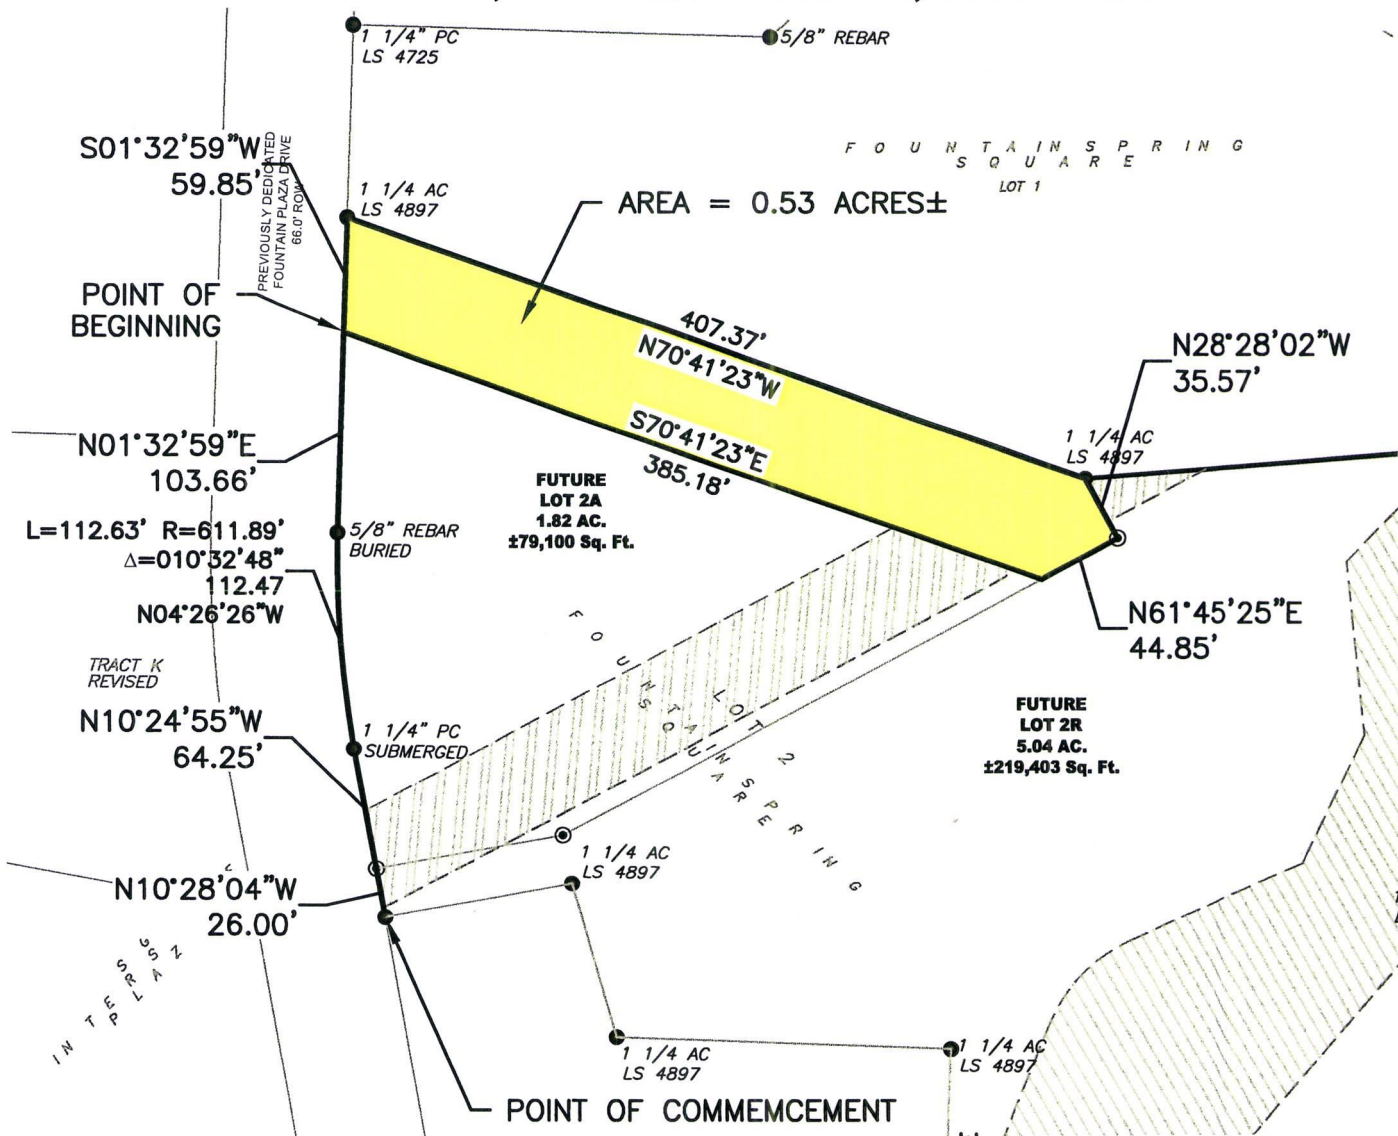 1 1/4" PC
LS 4725
5/8" REBAR
S01°32'59"W
59.85'
PREVIOUSLY DEDICATED
FOUNTAIN PLAZA DRIVE
66.0' ROW
1 1/4 AC
LS 4897
FOUNTAINSPRING
SQUARE
LOT 1
AREA = 0.53 ACRES±
POINT OF
BEGINNING
407.37'
N70°41'23"W
N28°28'02"W
35.57'
S70°41'23"E
385.18'
1 1/4 AC
LS 4897
N01°32'59"E
103.66'
FUTURE
LOT 2A
1.82 AC.
±79,100 Sq. Ft.
L=112.63' R=611.89'
Δ=010°32'48"
112.47
N04°26'26"W
5/8" REBAR
BURIED
N61°45'25"E
44.85'
TRACT K
REVISED
FOUNTAINSPRING
SQUARE
LOT 2
FUTURE
LOT 2R
5.04 AC.
±219,403 Sq. Ft.
N10°24'55"W
64.25'
1 1/4" PC
SUBMERGED
1 1/4 AC
LS 4897
N10°28'04"W
26.00'
PLAZA
1 1/4 AC
LS 4897
1 1/4 AC
LS 4897
POINT OF COMMEMCEMENT